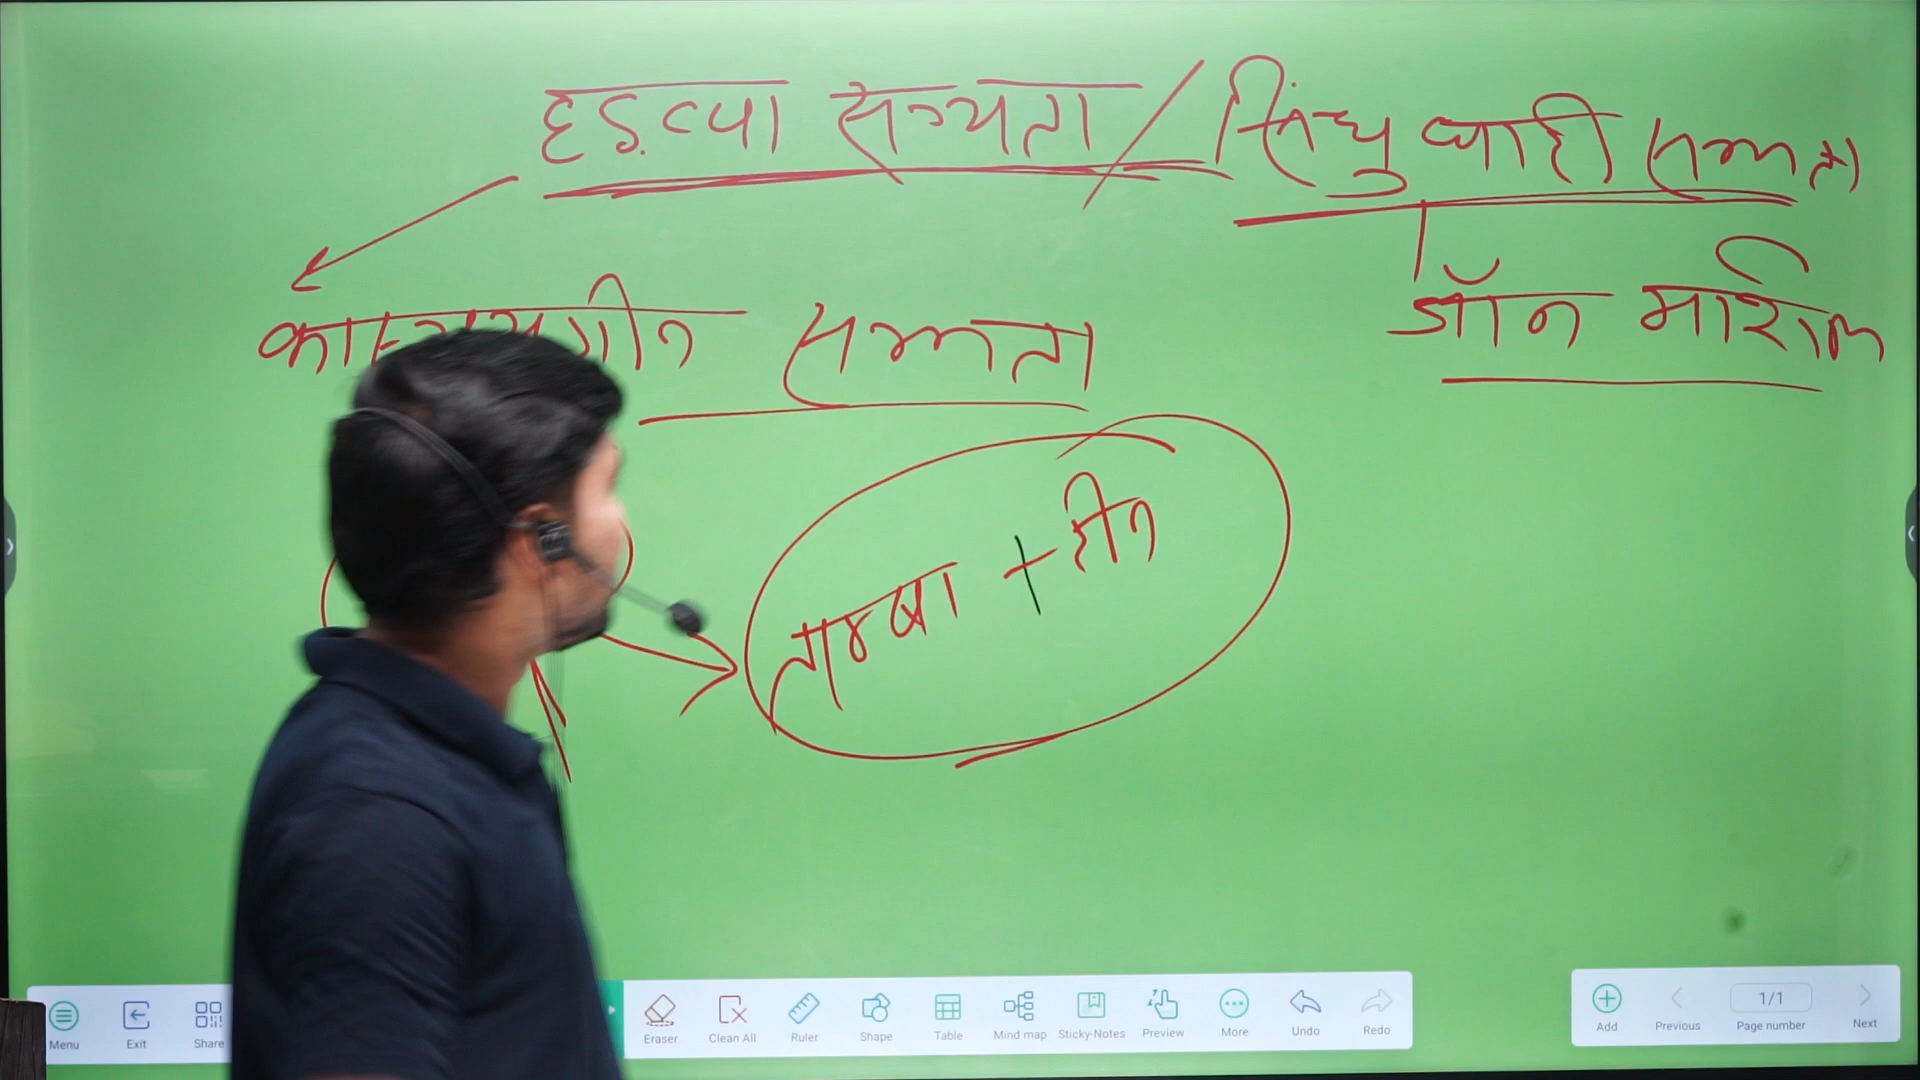 हड़प्पा सभ्यता / सिंधु घाटी सभ्यता
जॉन मार्शल
सभ्यता
ताम्बा + टीन
Menu Exit Share Eraser Clean All Ruler Shape Table Mind map Sticky-Notes Preview More Undo Redo Add Previous 1/1 Page number Next